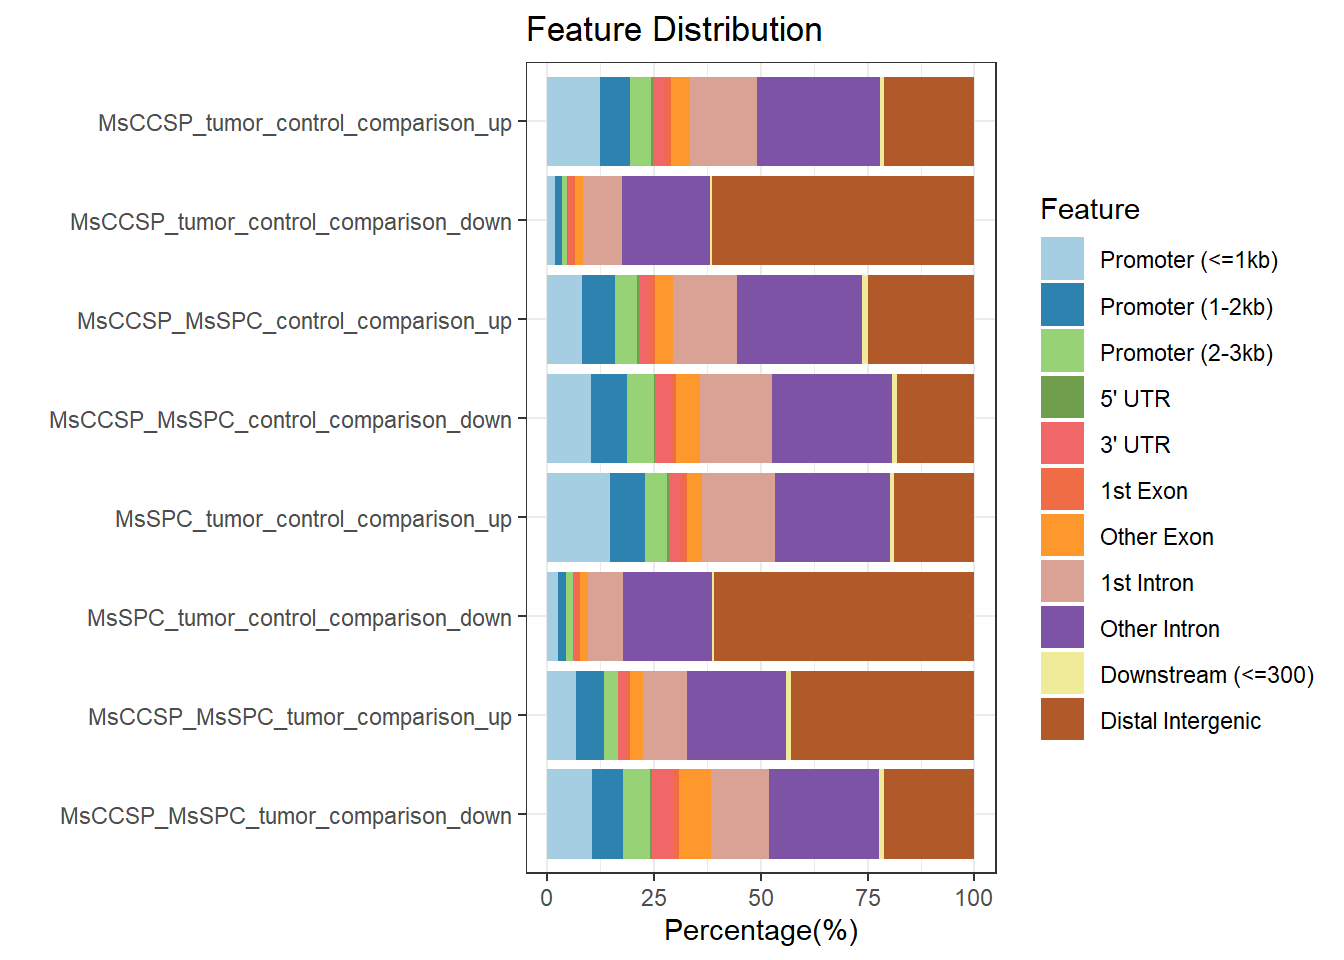 Feature Distribution
MsCCSP_tumor_control_comparison_up
MsCCSP_tumor_control_comparison_down
MsCCSP_MsSPC_control_comparison_up
MsCCSP_MsSPC_control_comparison_down
MsSPC_tumor_control_comparison_up
MsSPC_tumor_control_comparison_down
MsCCSP_MsSPC_tumor_comparison_up
MsCCSP_MsSPC_tumor_comparison_down
0 25 50 75 100
Percentage(%)
Feature
Promoter (<=1kb)
Promoter (1-2kb)
Promoter (2-3kb)
5' UTR
3' UTR
1st Exon
Other Exon
1st Intron
Other Intron
Downstream (<=300)
Distal Intergenic